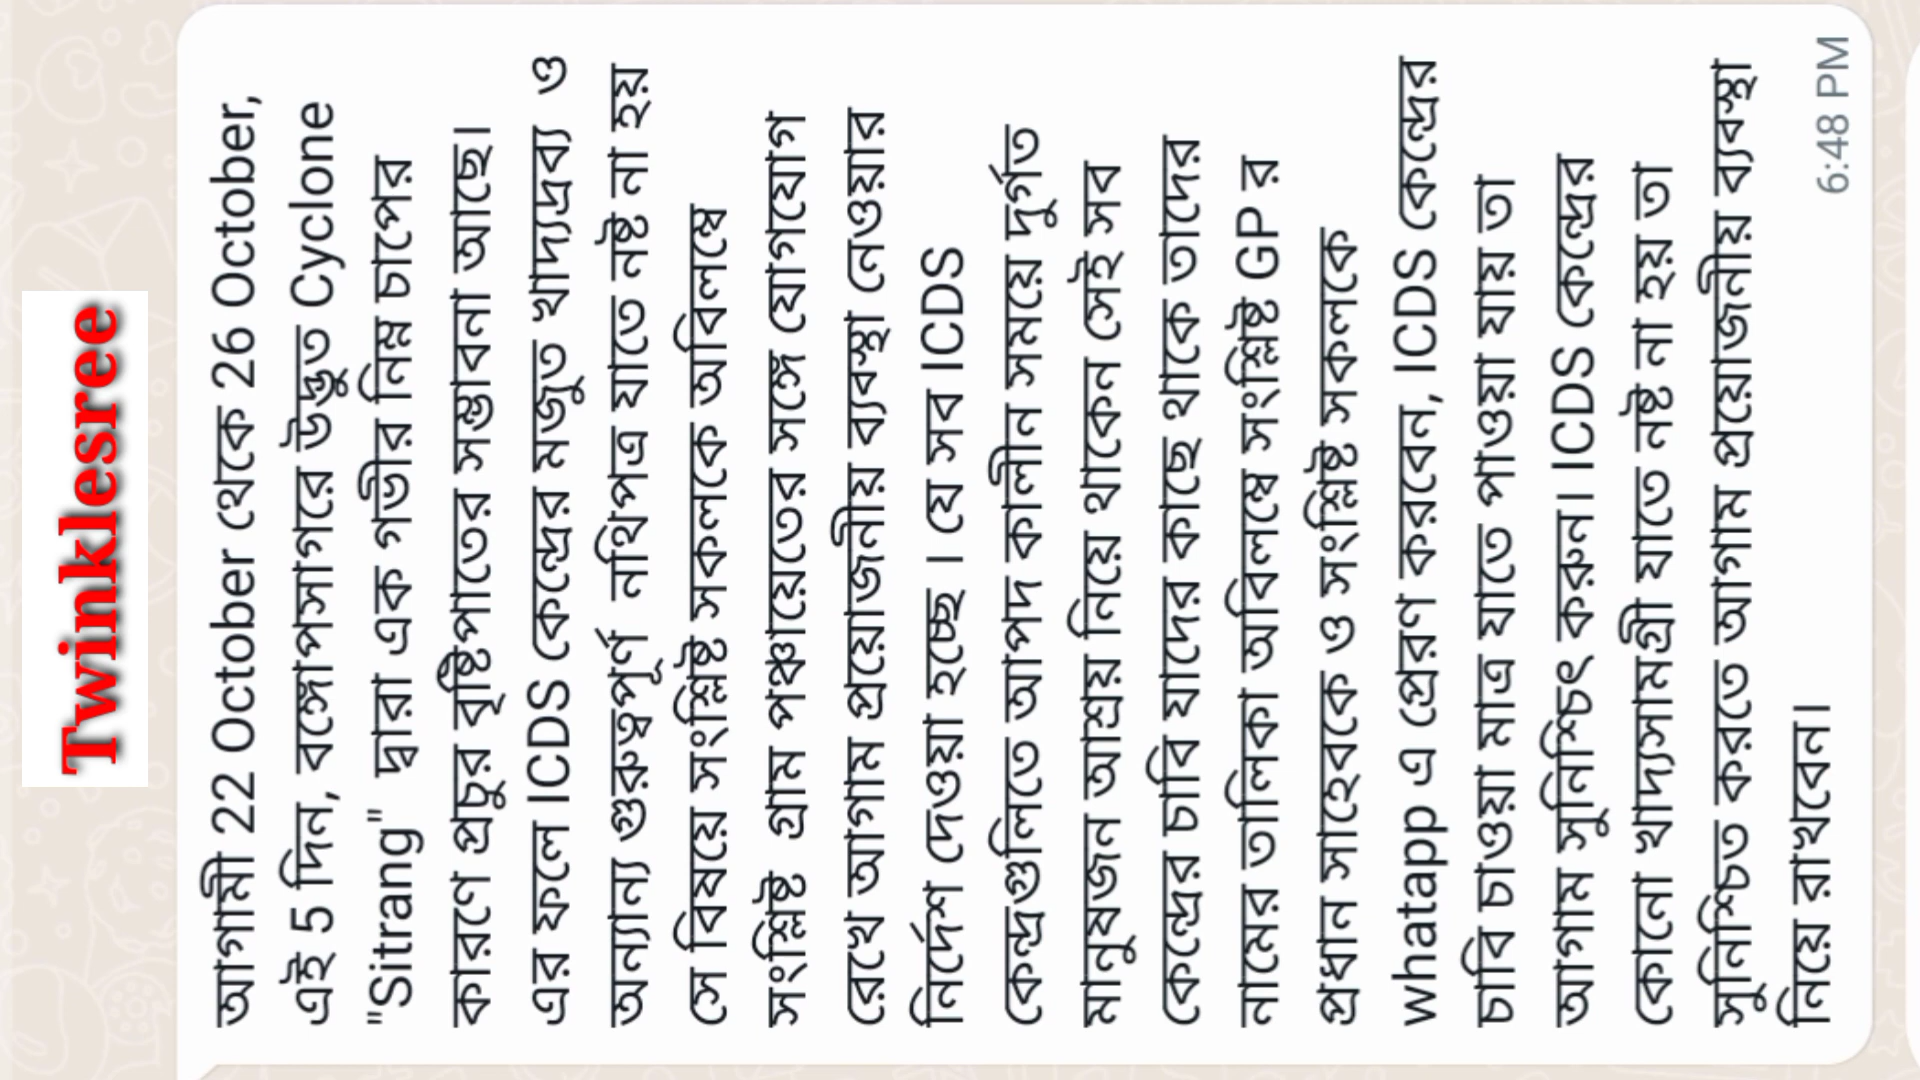 Twinklesree
আগামী 22 October থেকে 26 October,
এই 5 দিন, বঙ্গোপসাগরে উদ্ভুত Cyclone
"Sitrang" দ্বারা এক গভীর নিম্ন চাপের
কারণে প্রচুর বৃষ্টিপাতের সম্ভাবনা আছে।
এর ফলে ICDS কেন্দ্রের মজুত খাদ্যদ্রব্য ও
অন্যান্য গুরুত্বপূর্ণ নথিপত্র যাতে নষ্ট না হয়
সে বিষয়ে সংশ্লিষ্ট সকলকে অবিলম্বে
সংশ্লিষ্ট গ্রাম পঞ্চায়েতের সঙ্গে যোগাযোগ
রেখে আগাম প্রয়োজনীয় ব্যবস্থা নেওয়ার
নির্দেশ দেওয়া হচ্ছে । যে সব ICDS
কেন্দ্রগুলিতে আপদ কালীন সময়ে দুর্গত
মানুষজন আশ্রয় নিয়ে থাকেন সেই সব
কেন্দ্রের চাবি যাদের কাছে থাকে তাদের
নামের তালিকা অবিলম্বে সংশ্লিষ্ট GP র
প্রধান সাহেবকে ও সংশ্লিষ্ট সকলকে
whatapp এ প্রেরণ করবেন, ICDS কেন্দ্রের
চাবি চাওয়া মাত্র যাতে পাওয়া যায় তা
আগাম সুনিশ্চিৎ করুন। ICDS কেন্দ্রের
কোনো খাদ্যসামগ্রী যাতে নষ্ট না হয় তা
সুনিশ্চিত করতে আগাম প্রয়োজনীয় ব্যবস্থা
নিয়ে রাখবেন।
6:48 PM